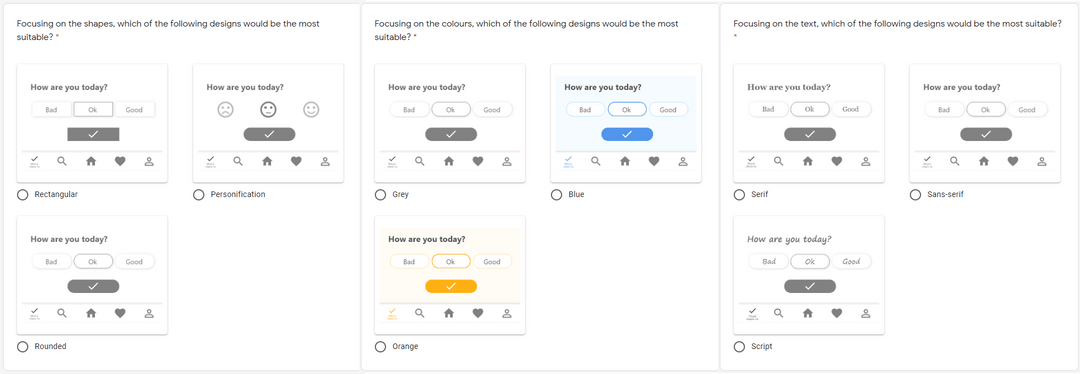 Focusing on the shapes, which of the following designs would be the most
suitable? *
How are you today?
Bad Ok Good
Rectangular
How are you today?
Personification
How are you today?
Bad Ok Good
Rounded
Focusing on the colours, which of the following designs would be the most
suitable? *
How are you today?
Bad Ok Good
Grey
How are you today?
Bad Ok Good
Blue
How are you today?
Bad Ok Good
Orange
Focusing on the text, which of the following designs would be the most suitable?
*
How are you today?
Bad Ok Good
Serif
How are you today?
Bad Ok Good
Sans-serif
How are you today?
Bad Ok Good
Script